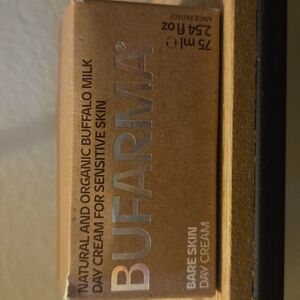 NATURAL AND ORGANIC BUFFALO MILK
DAY CREAM FOR SENSITIVE SKIN
BUFARMA®
BARE SKIN
DAY CREAM
75 ml ℮
2.54 fl oz
MADE IN ITALY